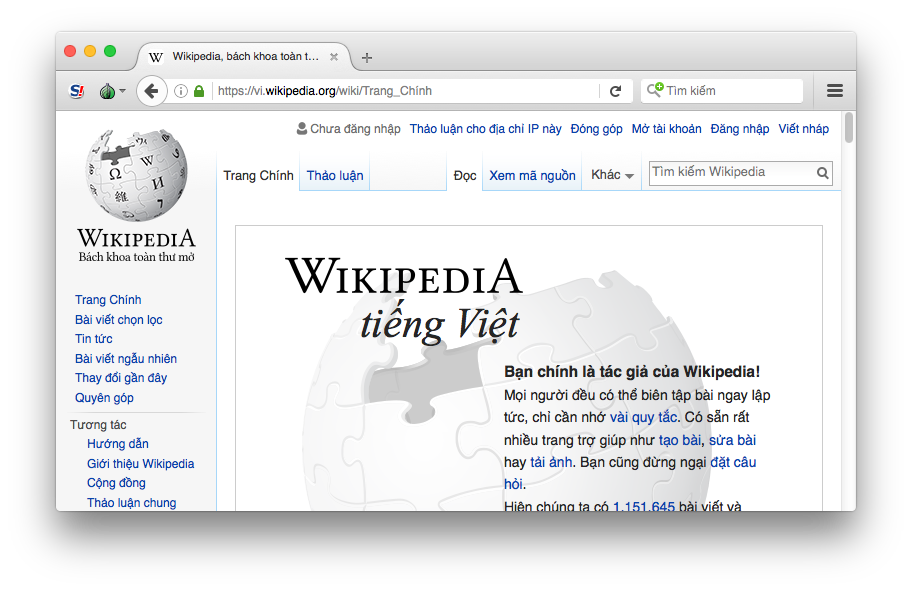 Wikipedia, bách khoa toàn t...
https://vi.wikipedia.org/wiki/Trang_Chính
Tìm kiếm
Chưa đăng nhập Thảo luận cho địa chỉ IP này Đóng góp Mở tài khoản Đăng nhập Viết nháp
Trang Chính Thảo luận Đọc Xem mã nguồn Khác Tìm kiếm Wikipedia
Ω W И 維
WIKIPEDIA
Bách khoa toàn thư mở
Trang Chính
Bài viết chọn lọc
Tin tức
Bài viết ngẫu nhiên
Thay đổi gần đây
Quyên góp
Tương tác
Hướng dẫn
Giới thiệu Wikipedia
Cộng đồng
Thảo luận chung
WIKIPEDIA
tiếng Việt
Bạn chính là tác giả của Wikipedia!
Mọi người đều có thể biên tập bài ngay lập
tức, chỉ cần nhớ vài quy tắc. Có sẵn rất
nhiều trang trợ giúp như tạo bài, sửa bài
hay tải ảnh. Bạn cũng đừng ngại đặt câu
hỏi.
Hiện chúng ta có 1.151.645 bài viết và